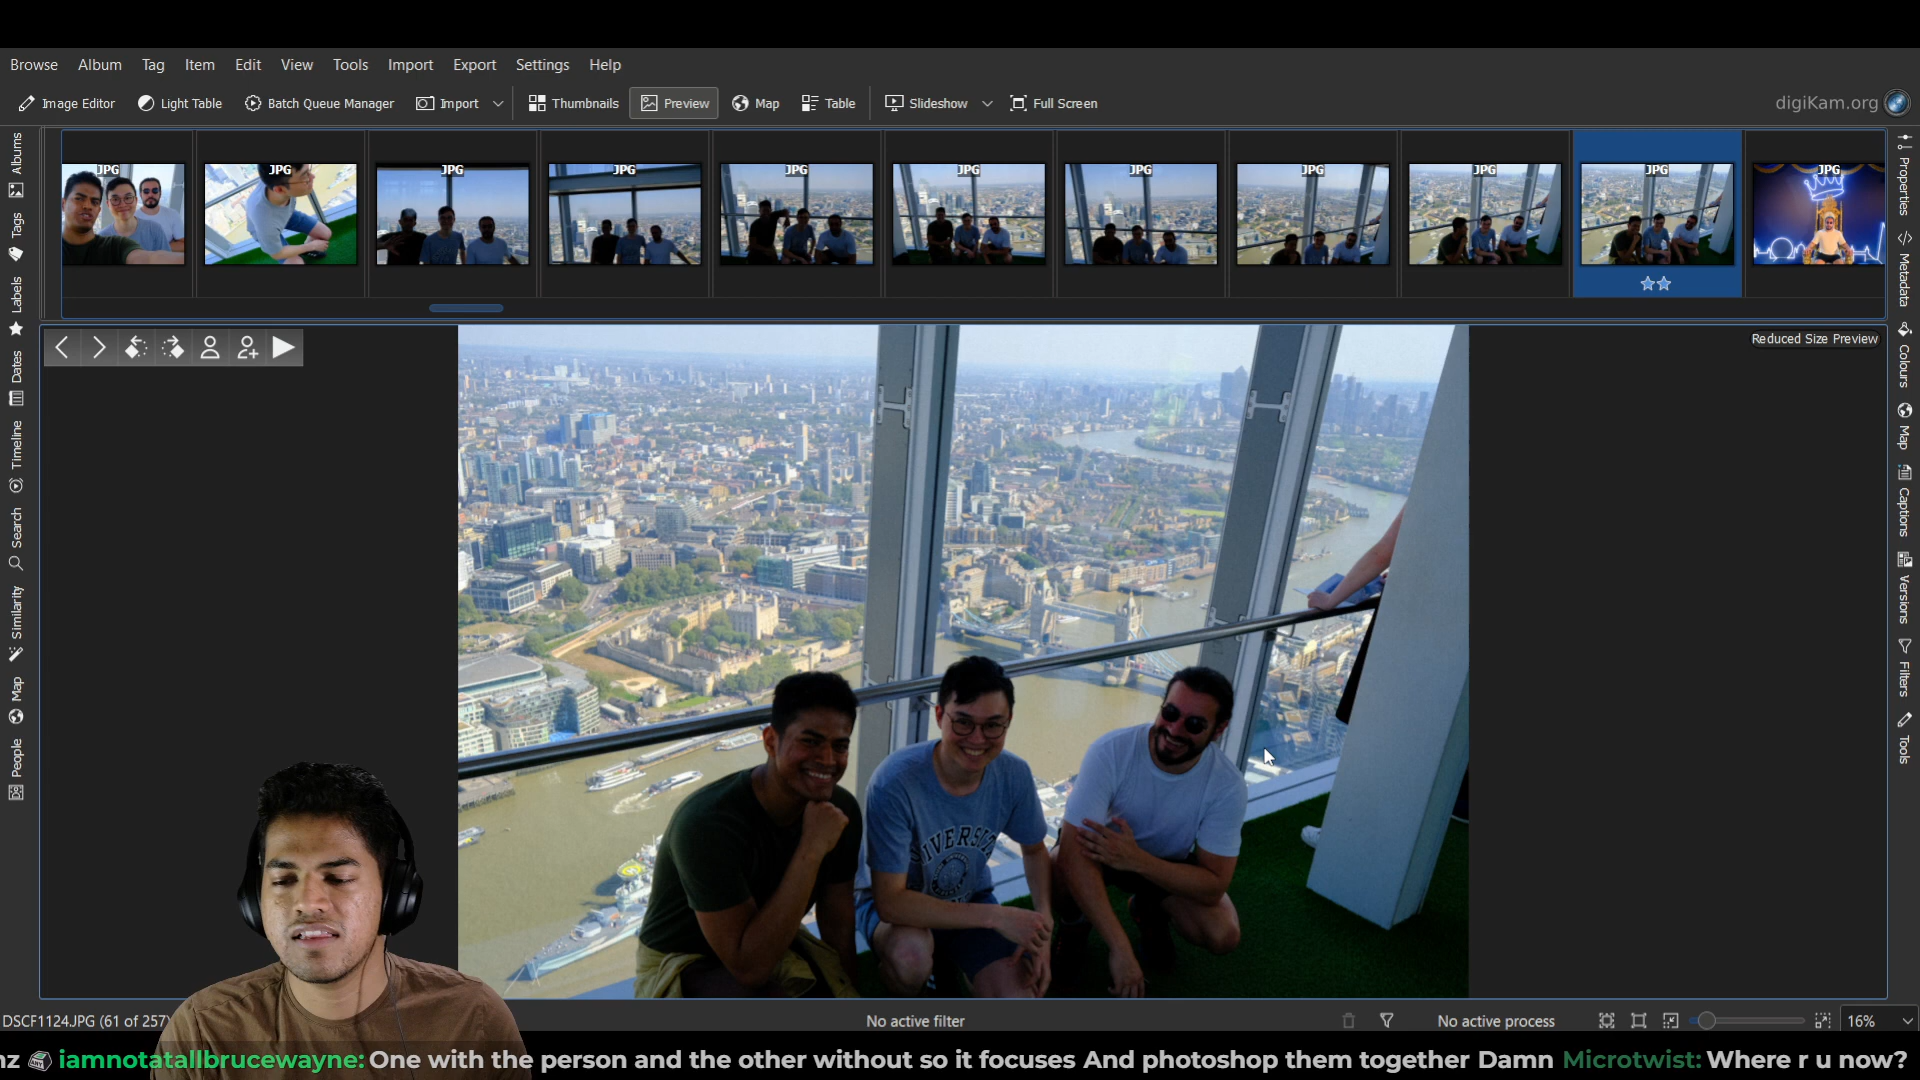 Browse Album Tag Item Edit View Tools Import Export Settings Help
Image Editor Light Table Batch Queue Manager Import Thumbnails Preview Map Table Slideshow Full Screen digiKam.org
JPG JPG JPG JPG JPG JPG JPG JPG JPG JPG JPG
Albums
Tags
Labels
Dates
Timeline
Search
Similarity
Map
People
Reduced Size Preview
Properties
Metadata
Colours
Map
Captions
Versions
Filters
Tools
IVERSI
DSCF1124.JPG (61 of 257) No active filter No active process 16%
nz iamnotatallbrucewayne: One with the person and the other without so it focuses And photoshop them together Damn Microtwist: Where r u now?